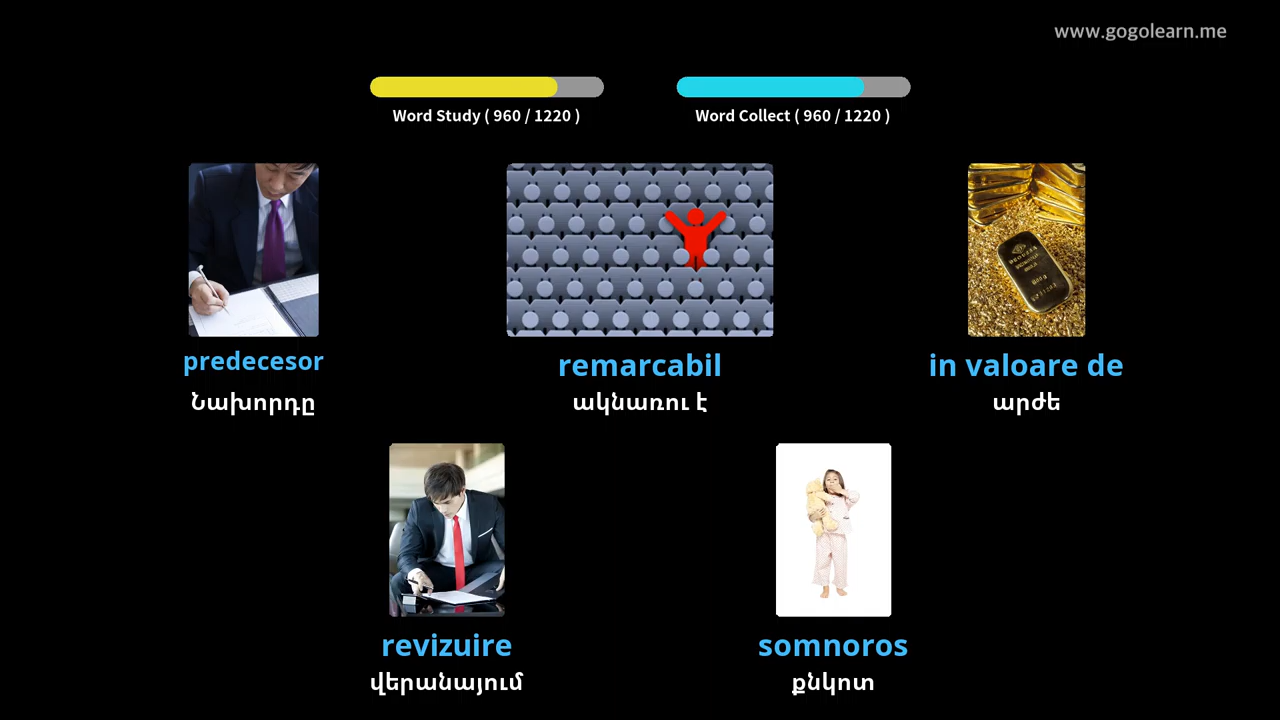 www.gogolearn.me
Word Study ( 960 / 1220 )
Word Collect ( 960 / 1220 )
predecesor
Նախորդը
remarcabil
ակնառու է
in valoare de
արժե
revizuire
վերանայում
somnoros
քնկոտ